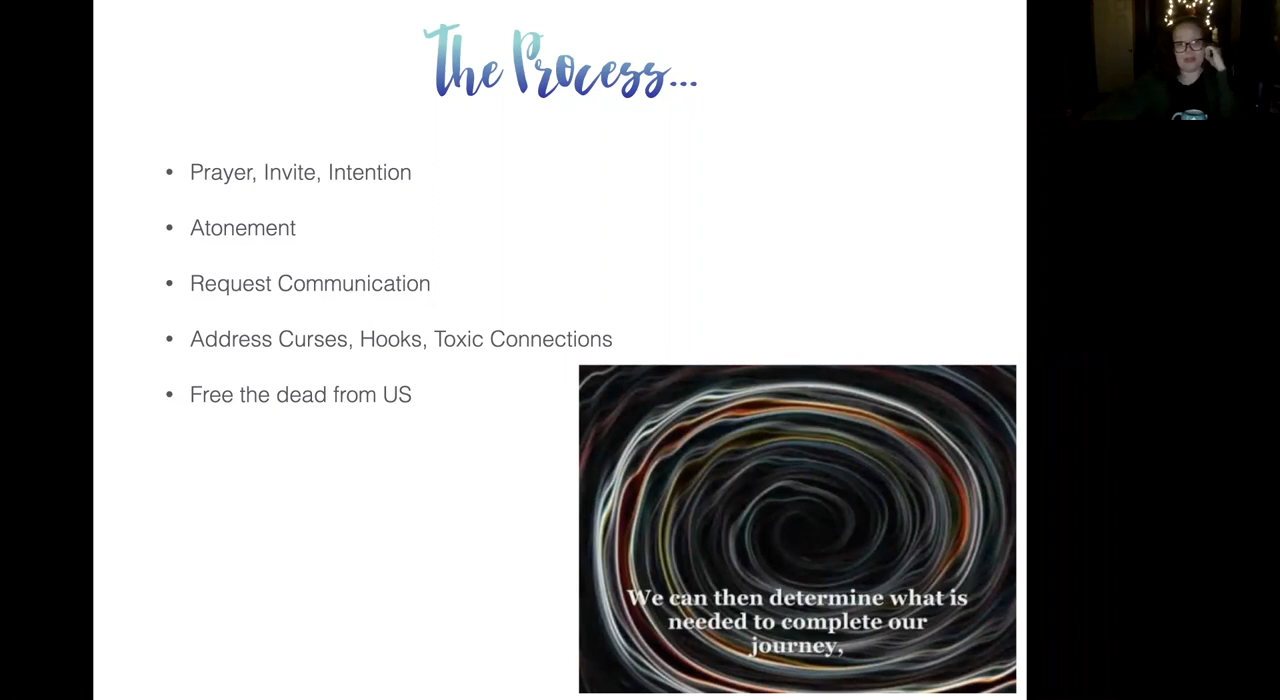 The Process...
• Prayer, Invite, Intention
• Atonement
• Request Communication
• Address Curses, Hooks, Toxic Connections
• Free the dead from US
We can then determine what is
needed to complete our
journey,